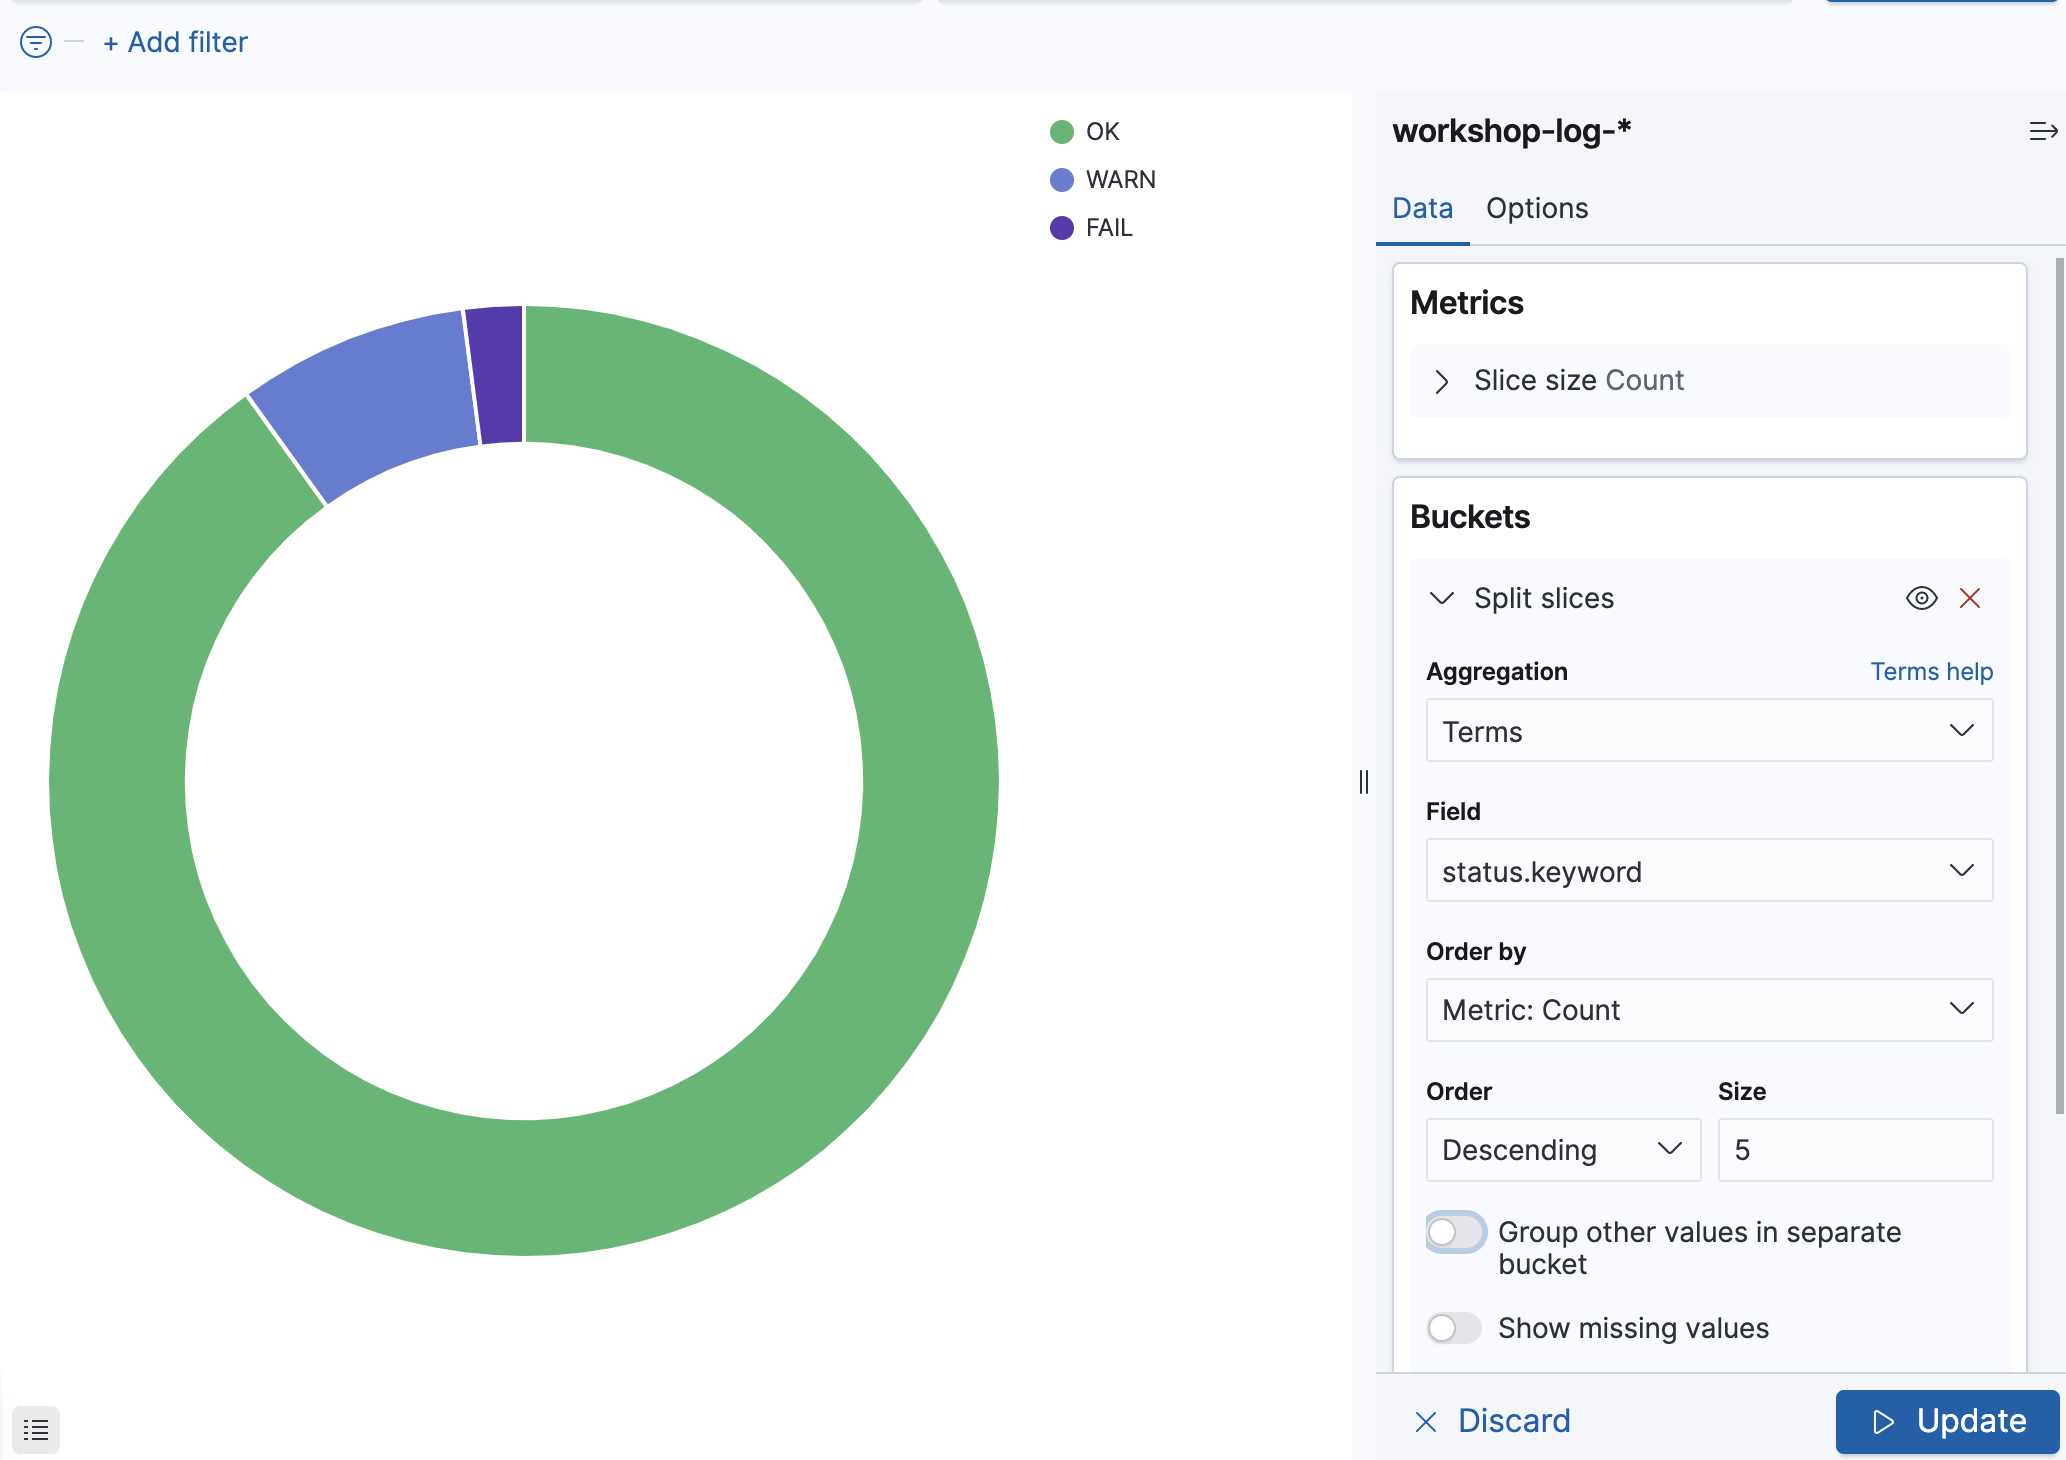 + Add filter
OK
WARN
FAIL
workshop-log-*
Data Options
Metrics
Slice size Count
Buckets
Split slices
Aggregation Terms help
Terms
Field
status.keyword
Order by
Metric: Count
Order Size
Descending 5
Group other values in separate
bucket
Show missing values
Discard Update